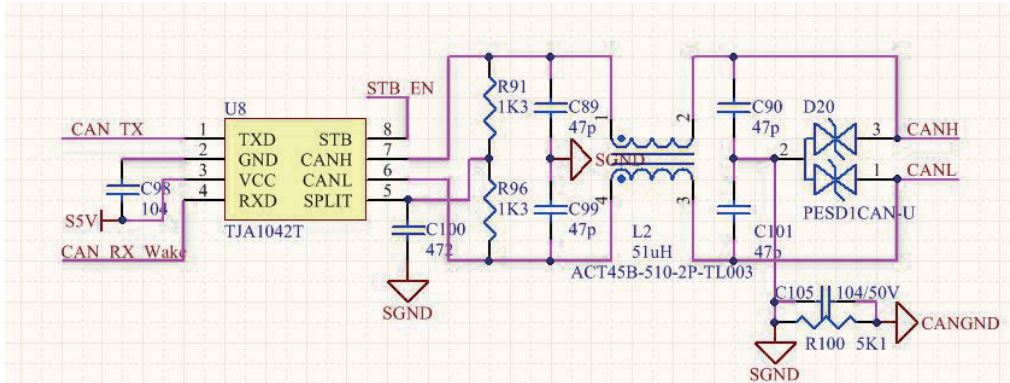 STB_EN
U8
CAN_TX
1
TXD
STB
8
2
GND
CANH
7
3
VCC
CANL
6
4
RXD
SPLIT
5
C98
104
S5V
CAN_RX_Wake
TJA1042T
C100
472
SGND
R91
1K3
R96
1K3
C89
47p
SGND
C99
47p
1
2
4
3
L2
51uH
ACT45B-510-2P-TL003
C90
47p
C101
47p
D20
2
3
CANH
1
CANL
PESD1CAN-U
C105
104/50V
CANGND
R100
5K1
SGND